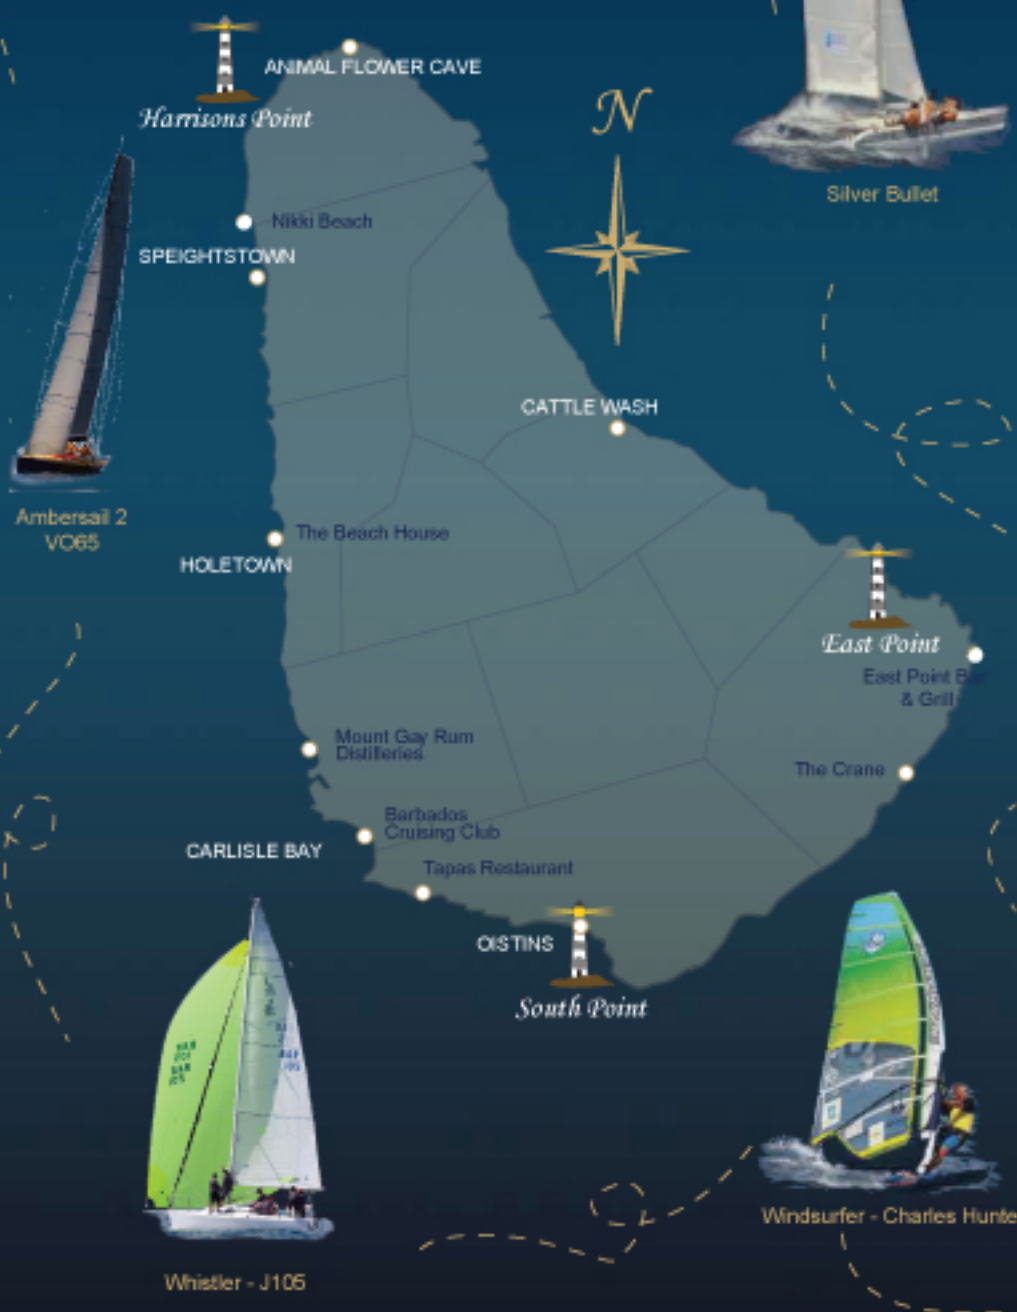 ANIMAL FLOWER CAVE
Harrisons Point
N
Silver Bullet
Nikki Beach
SPEIGHTSTOWN
CATTLE WASH
Ambersail 2
VO65
The Beach House
HOLETOWN
East Point
East Point Bar
& Grill
Mount Gay Rum
Distilleries
The Crane
Barbados
Cruising Club
CARLISLE BAY
Tapas Restaurant
OISTINS
South Point
Windsurfer - Charles Hunte
Whistler - J105